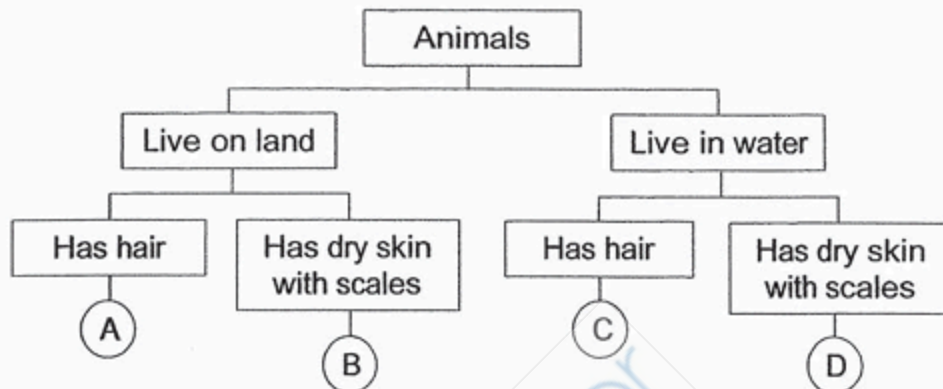 Animals
Live on land
Live in water
Has hair
Has dry skin
with scales
Has hair
Has dry skin
with scales
A
B
C
D